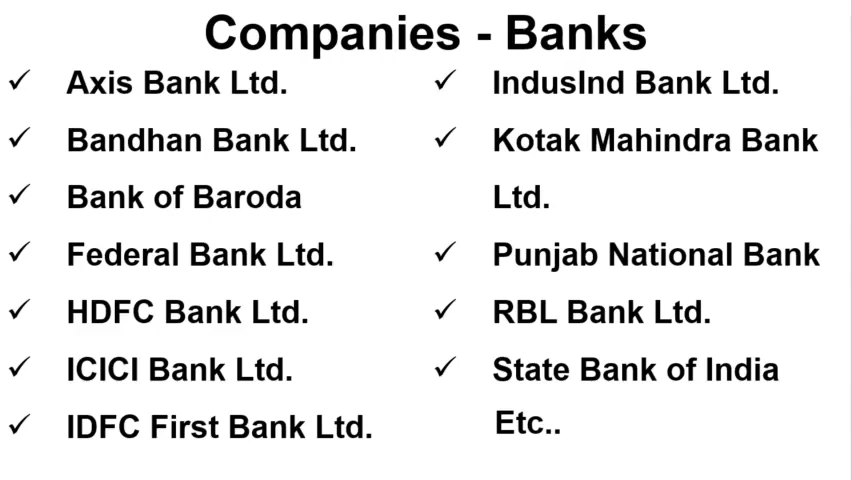 Companies - Banks
✓ Axis Bank Ltd.
✓ Bandhan Bank Ltd.
✓ Bank of Baroda
✓ Federal Bank Ltd.
✓ HDFC Bank Ltd.
✓ ICICI Bank Ltd.
✓ IDFC First Bank Ltd.
✓ IndusInd Bank Ltd.
✓ Kotak Mahindra Bank
Ltd.
✓ Punjab National Bank
✓ RBL Bank Ltd.
✓ State Bank of India
Etc..